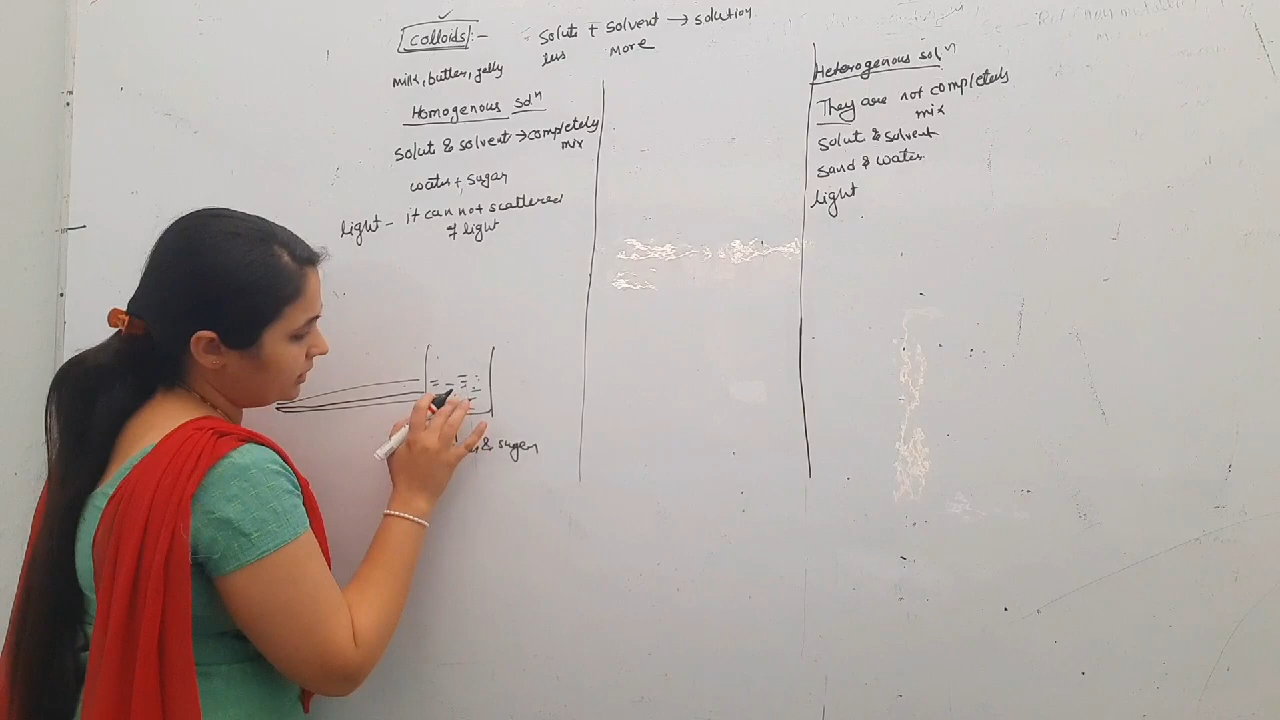 Colloids:-
Solute + solvent → solution
less more
milk, butter, jelly
Homogenous solⁿ
Solute & solvent → completely
mix
water + sugar
light - it can not scattered
of light
& sugar
Heterogenous solⁿ
They are not completely
mix
Solut & solvent
Sand & water
light